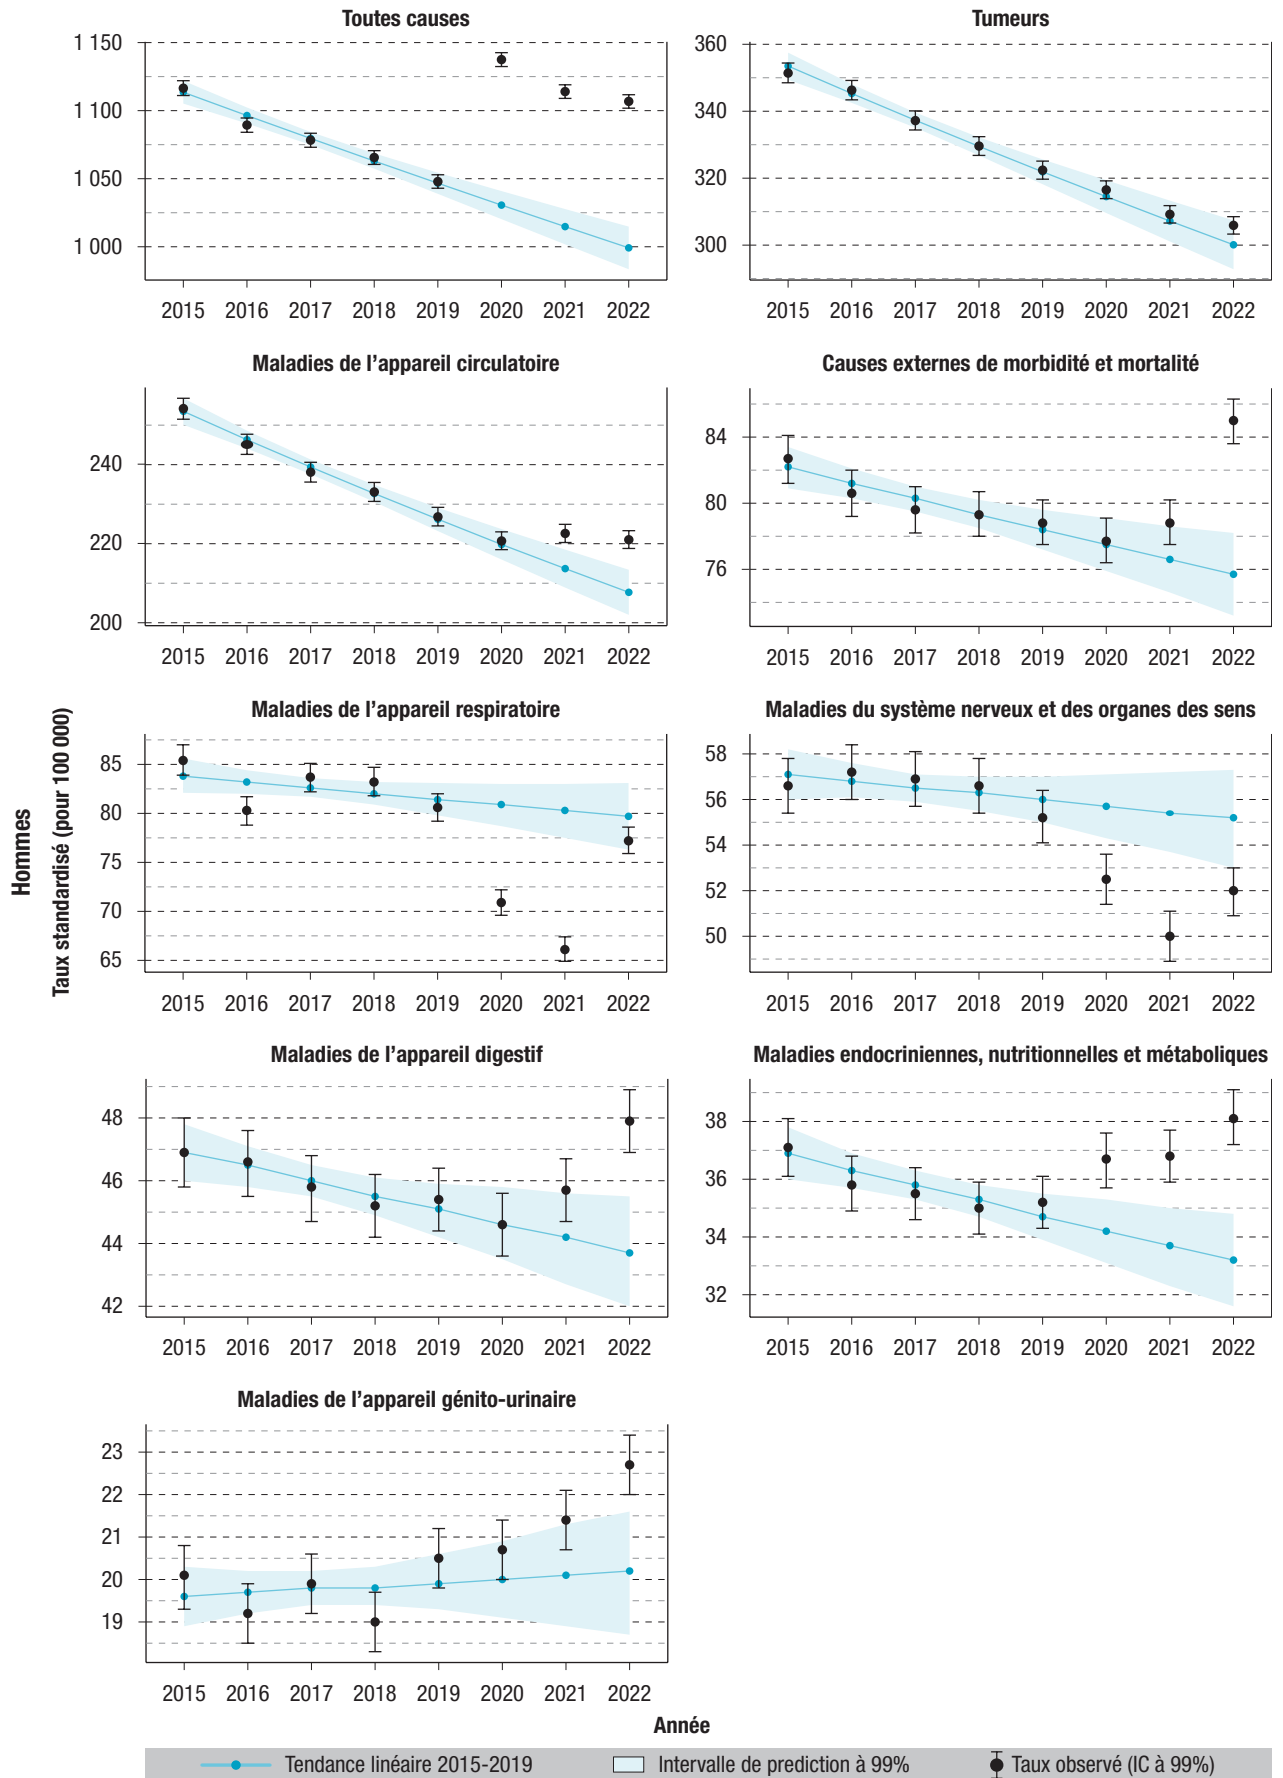 Toutes causes
1 150
1 100
1 050
1 000
2015 2016 2017 2018 2019 2020 2021 2022
Tumeurs
360
340
320
300
2015 2016 2017 2018 2019 2020 2021 2022
Maladies de l’appareil circulatoire
240
220
200
2015 2016 2017 2018 2019 2020 2021 2022
Causes externes de morbidité et mortalité
84
80
76
2015 2016 2017 2018 2019 2020 2021 2022
Hommes
Taux standardisé (pour 100 000)
Maladies de l’appareil respiratoire
85
80
75
70
65
2015 2016 2017 2018 2019 2020 2021 2022
Maladies du système nerveux et des organes des sens
58
56
54
52
50
2015 2016 2017 2018 2019 2020 2021 2022
Maladies de l’appareil digestif
48
46
44
42
2015 2016 2017 2018 2019 2020 2021 2022
Maladies endocriniennes, nutritionnelles et métaboliques
38
36
34
32
2015 2016 2017 2018 2019 2020 2021 2022
Maladies de l’appareil génito-urinaire
23
22
21
20
19
2015 2016 2017 2018 2019 2020 2021 2022
Année
Tendance linéaire 2015-2019
Intervalle de prediction à 99%
Taux observé (IC à 99%)